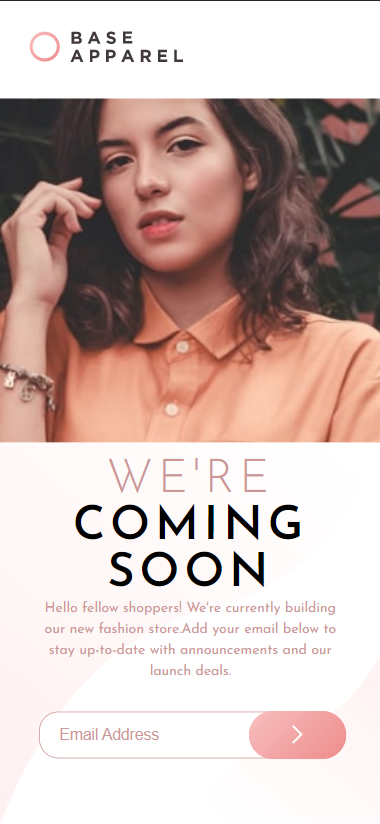 BASE
APPAREL
WE'RE
COMING
SOON
Hello fellow shoppers! We're currently building
our new fashion store.Add your email below to
stay up-to-date with announcements and our
launch deals.
Email Address